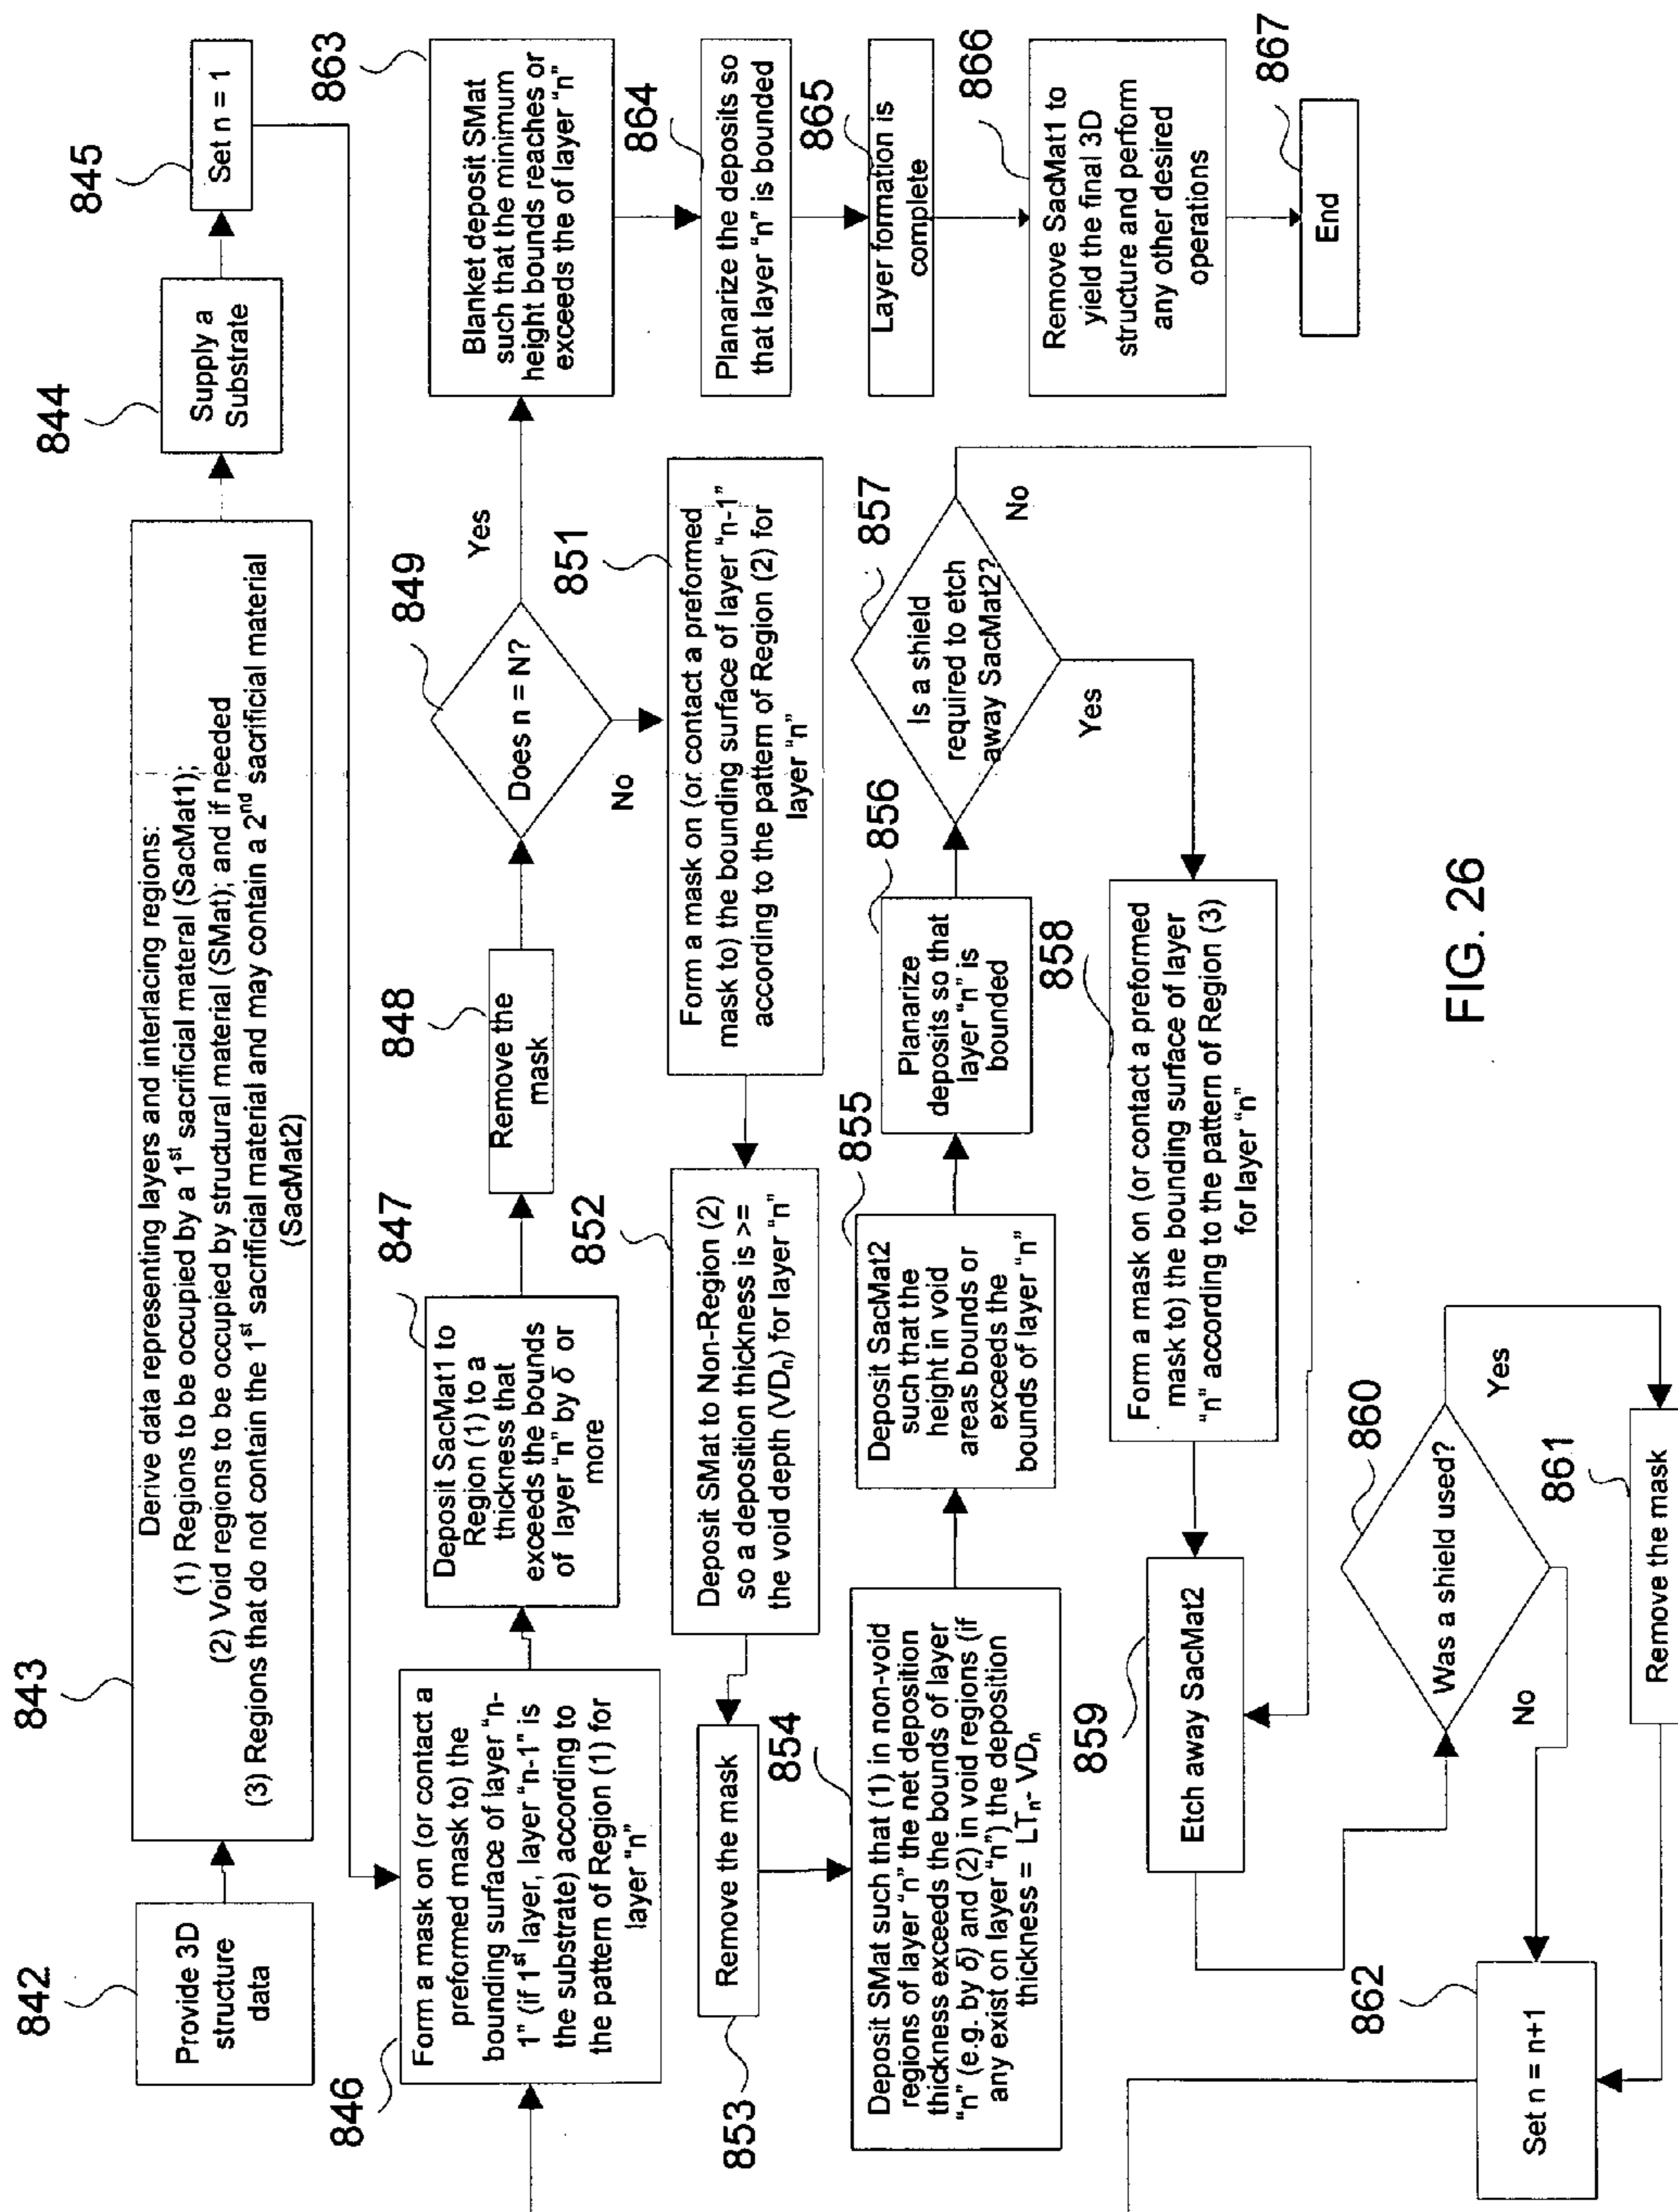 842
Provide 3D
structure
data
843
Derive data representing layers and interlacing regions:
(1) Regions to be occupied by a 1st sacrificial materal (SacMat1);
(2) Void regions to be occupied by structural material (SMat); and if needed
(3) Regions that do not contain the 1st sacrificial material and may contain a 2nd sacrificial material
(SacMat2)
844
Supply a
Substrate
845
Set n = 1
846
Form a mask on (or contact a
preformed mask to) the
bounding surface of layer "n-
1" (if 1st layer, layer "n-1" is
the substrate) according to
the pattern of Region (1) for
layer "n"
847
Deposit SacMat1 to
Region (1) to a
thickness that
exceeds the bounds
of layer "n" by δ or
more
848
Remove the
mask
849
Does n = N?
Yes
No
851
Form a mask on (or contact a preformed
mask to) the bounding surface of layer "n-1"
according to the pattern of Region (2) for
layer "n"
852
Deposit SMat to Non-Region (2)
so a deposition thickness is >=
the void depth (VDn) for layer "n"
853
Remove the mask
854
Deposit SMat such that (1) in non-void
regions of layer "n" the net deposition
thickness exceeds the bounds of layer
"n" (e.g. by δ) and (2) in void regions (if
any exist on layer "n") the deposition
thickness = LTn- VDn
855
Deposit SacMat2
such that the
height in void
areas bounds or
exceeds the
bounds of layer "n"
856
Planarize
deposits so that
layer "n" is
bounded
857
Is a shield
required to etch
away SacMat2?
No
Yes
858
Form a mask on (or contact a preformed
mask to) the bounding surface of layer
"n" according to the pattern of Region (3)
for layer "n"
859
Etch away SacMat2
860
Was a shield used?
Yes
No
861
Remove the mask
862
Set n = n+1
863
Blanket deposit SMat
such that the minimum
height bounds reaches or
exceeds the of layer "n"
864
Planarize the deposits so
that layer "n" is bounded
865
Layer formation is
complete
866
Remove SacMat1 to
yield the final 3D
structure and perform
any other desired
operations
867
End
FIG. 26